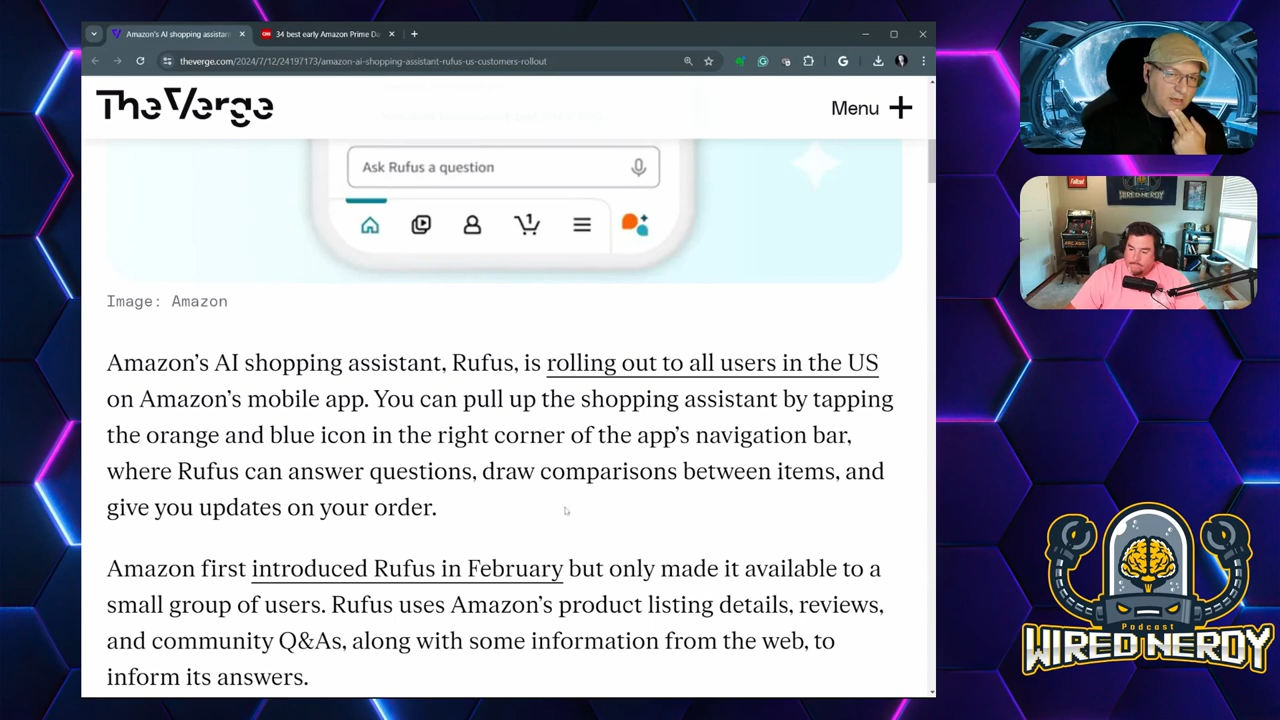 Amazon's AI shopping assistant
34 best early Amazon Prime Da
theverge.com/2024/7/12/24197173/amazon-ai-shopping-assistant-rufus-us-customers-rollout
The Verge
Menu
Ask Rufus a question
1
Image: Amazon
Amazon's AI shopping assistant, Rufus, is rolling out to all users in the US
on Amazon's mobile app. You can pull up the shopping assistant by tapping
the orange and blue icon in the right corner of the app's navigation bar,
where Rufus can answer questions, draw comparisons between items, and
give you updates on your order.
Amazon first introduced Rufus in February but only made it available to a
small group of users. Rufus uses Amazon's product listing details, reviews,
and community Q&As, along with some information from the web, to
inform its answers.
WIRED NERDY
Podcast
WIRED NERDY